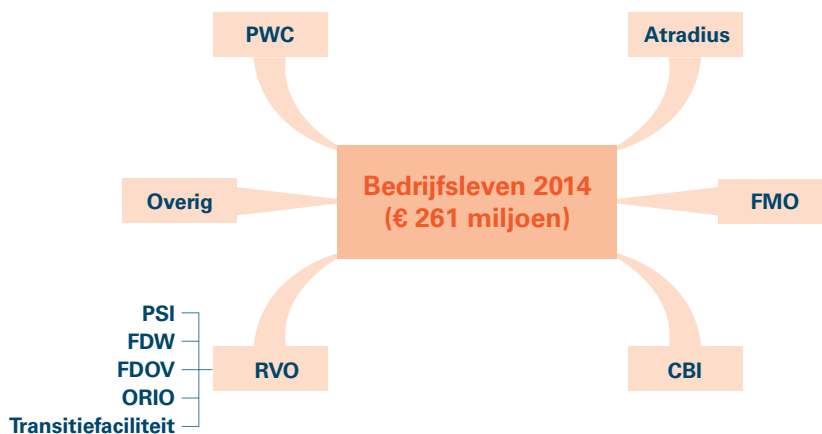 PWC
Atradius
Bedrijfsleven 2014
(€ 261 miljoen)
Overig
FMO
PSI
FDW
FDOV
ORIO
Transitiefaciliteit
RVO
CBI